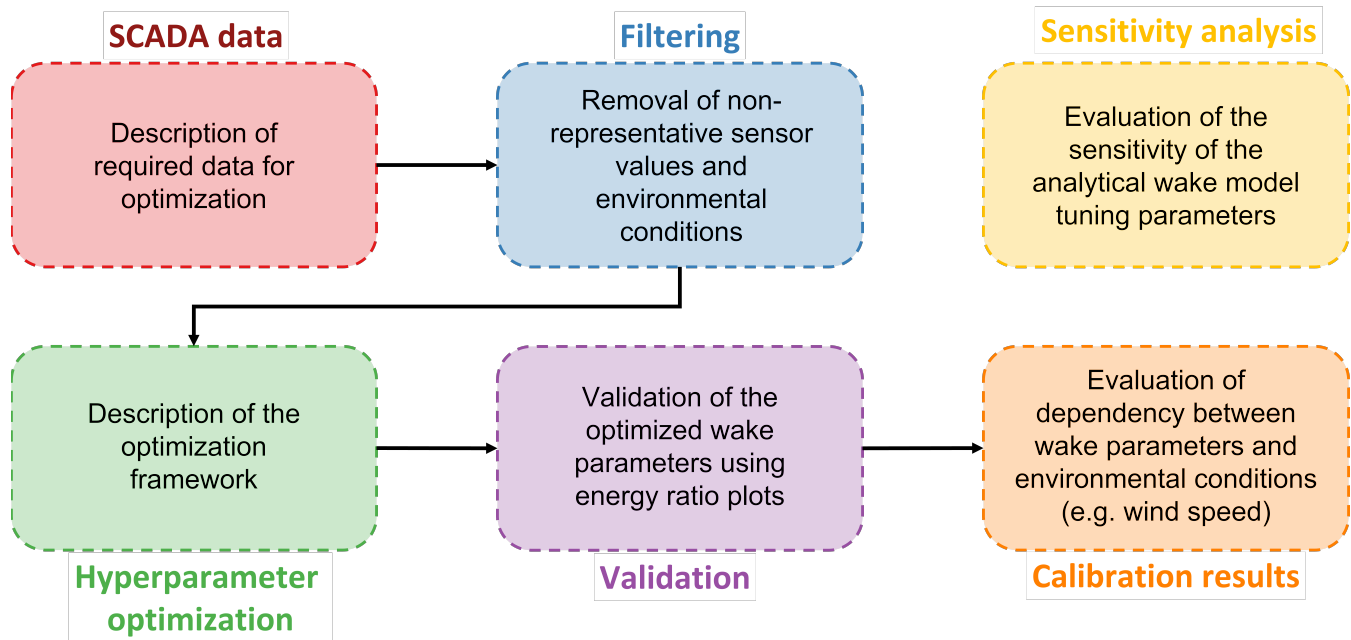 SCADA data
Description of
required data for
optimization
Filtering
Removal of non-
representative sensor
values and
environmental
conditions
Sensitivity analysis
Evaluation of the
sensitivity of the
analytical wake model
tuning parameters
Description of the
optimization
framework
Hyperparameter
optimization
Validation of the
optimized wake
parameters using
energy ratio plots
Validation
Evaluation of
dependency between
wake parameters and
environmental conditions
(e.g. wind speed)
Calibration results